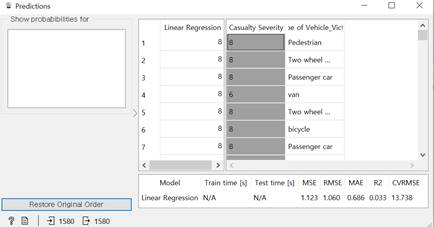 Predictions
Show probabilities for
Linear Regression Casualty Severity pe of Vehicle_Vict
1 8 8 Pedestrian
2 8 8 Two wheel ...
3 8 8 Passenger car
4 8 6 van
5 8 8 Two wheel ...
6 8 8 bicycle
7 8 8 Passenger car
Model Train time [s] Test time [s] MSE RMSE MAE R2 CVRMSE
Linear Regression N/A N/A 1.123 1.060 0.686 0.033 13.738
Restore Original Order
? 1580 1580